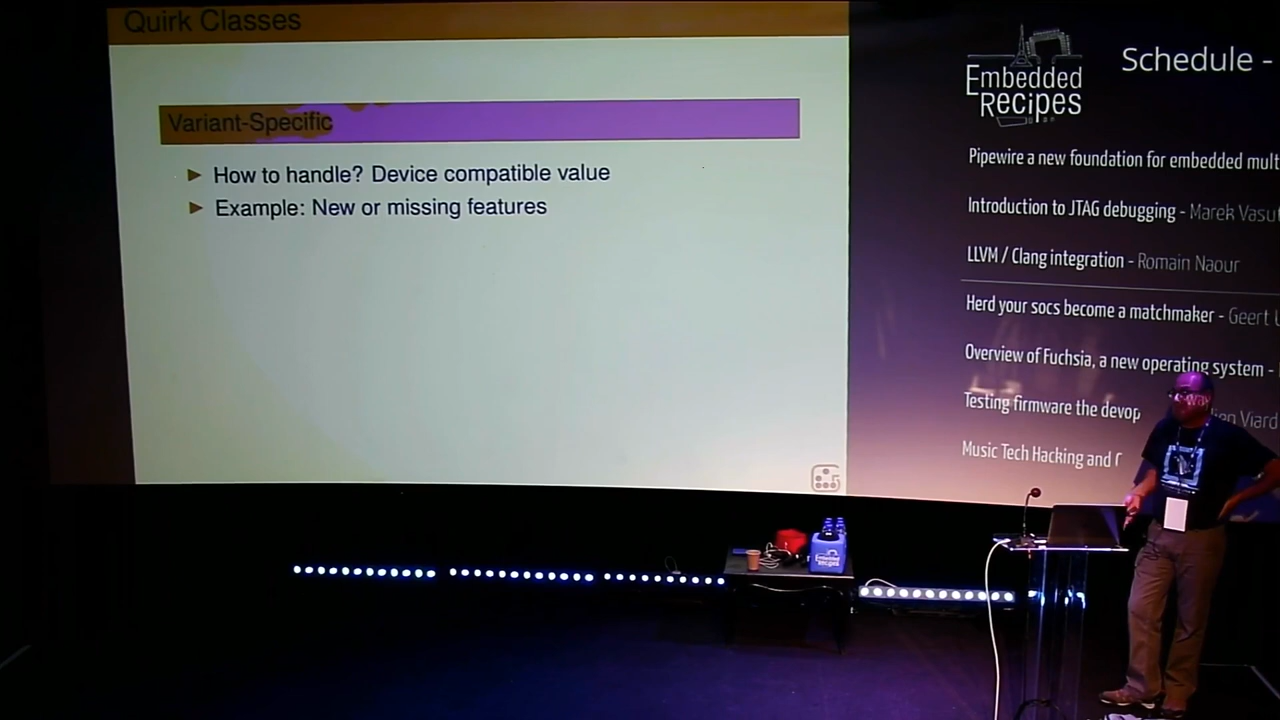 Quirk Classes
Variant-Specific
► How to handle? Device compatible value
► Example: New or missing features
Embedded
Recipes
Schedule -
Pipewire a new foundation for embedded mult
Introduction to JTAG debugging - Marek Vasu
LLVM / Clang integration - Romain Naour
Herd your socs become a matchmaker - Geert
Overview of Fuchsia, a new operating system -
Testing firmware the devop Viard
Music Tech Hacking and
Embedded
Recipes